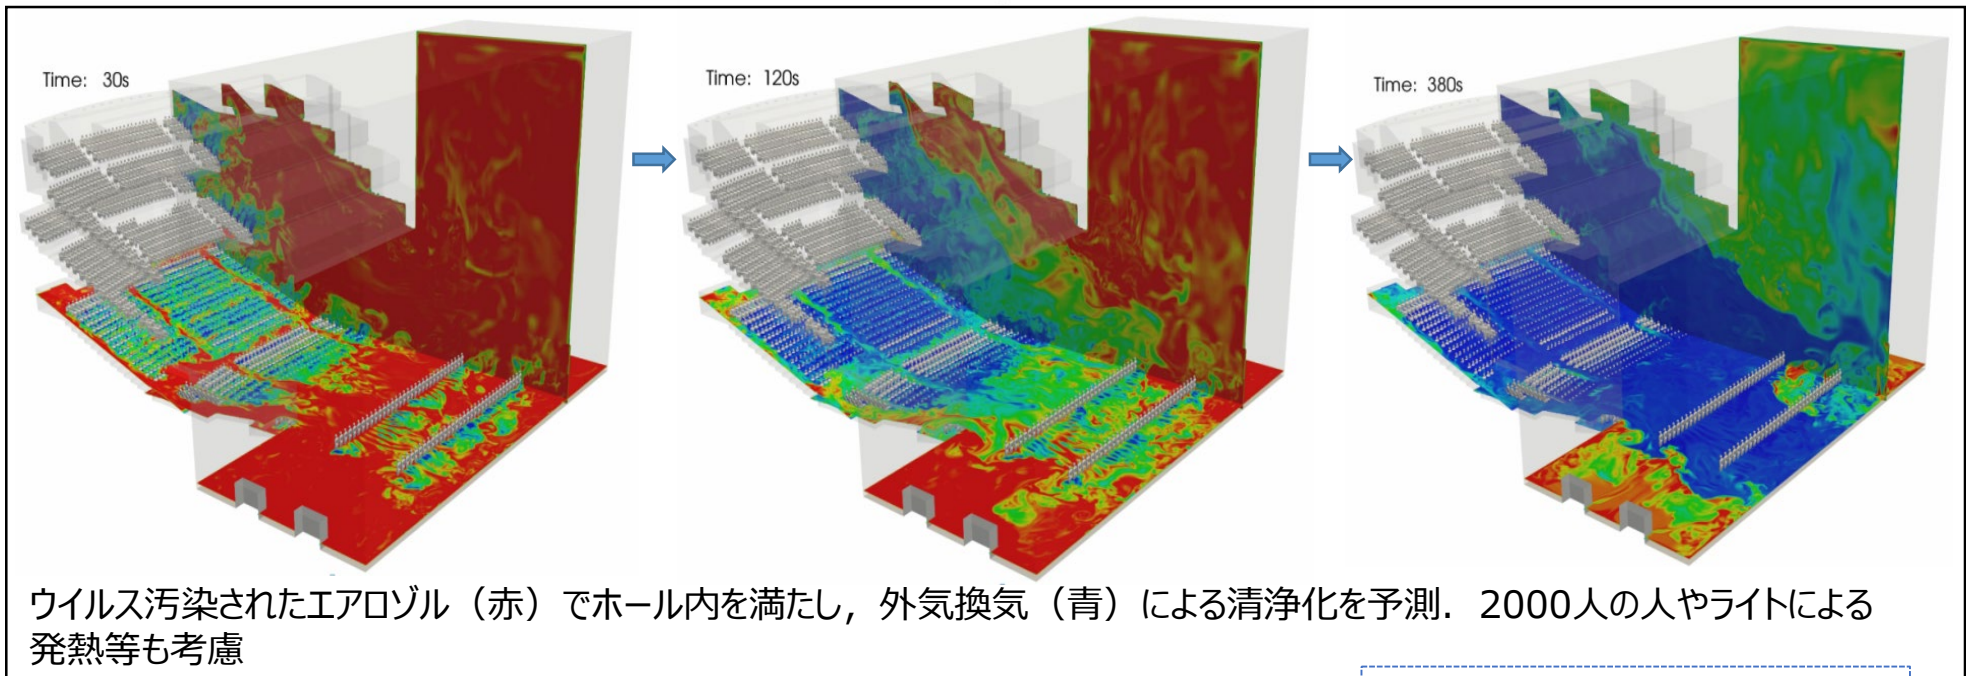 Time: 30s
Time: 120s
Time: 380s
ウイルス汚染されたエアロゾル（赤）でホール内を満たし，外気換気（青）による清浄化を予測．2000人の人やライトによる
発熱等も考慮